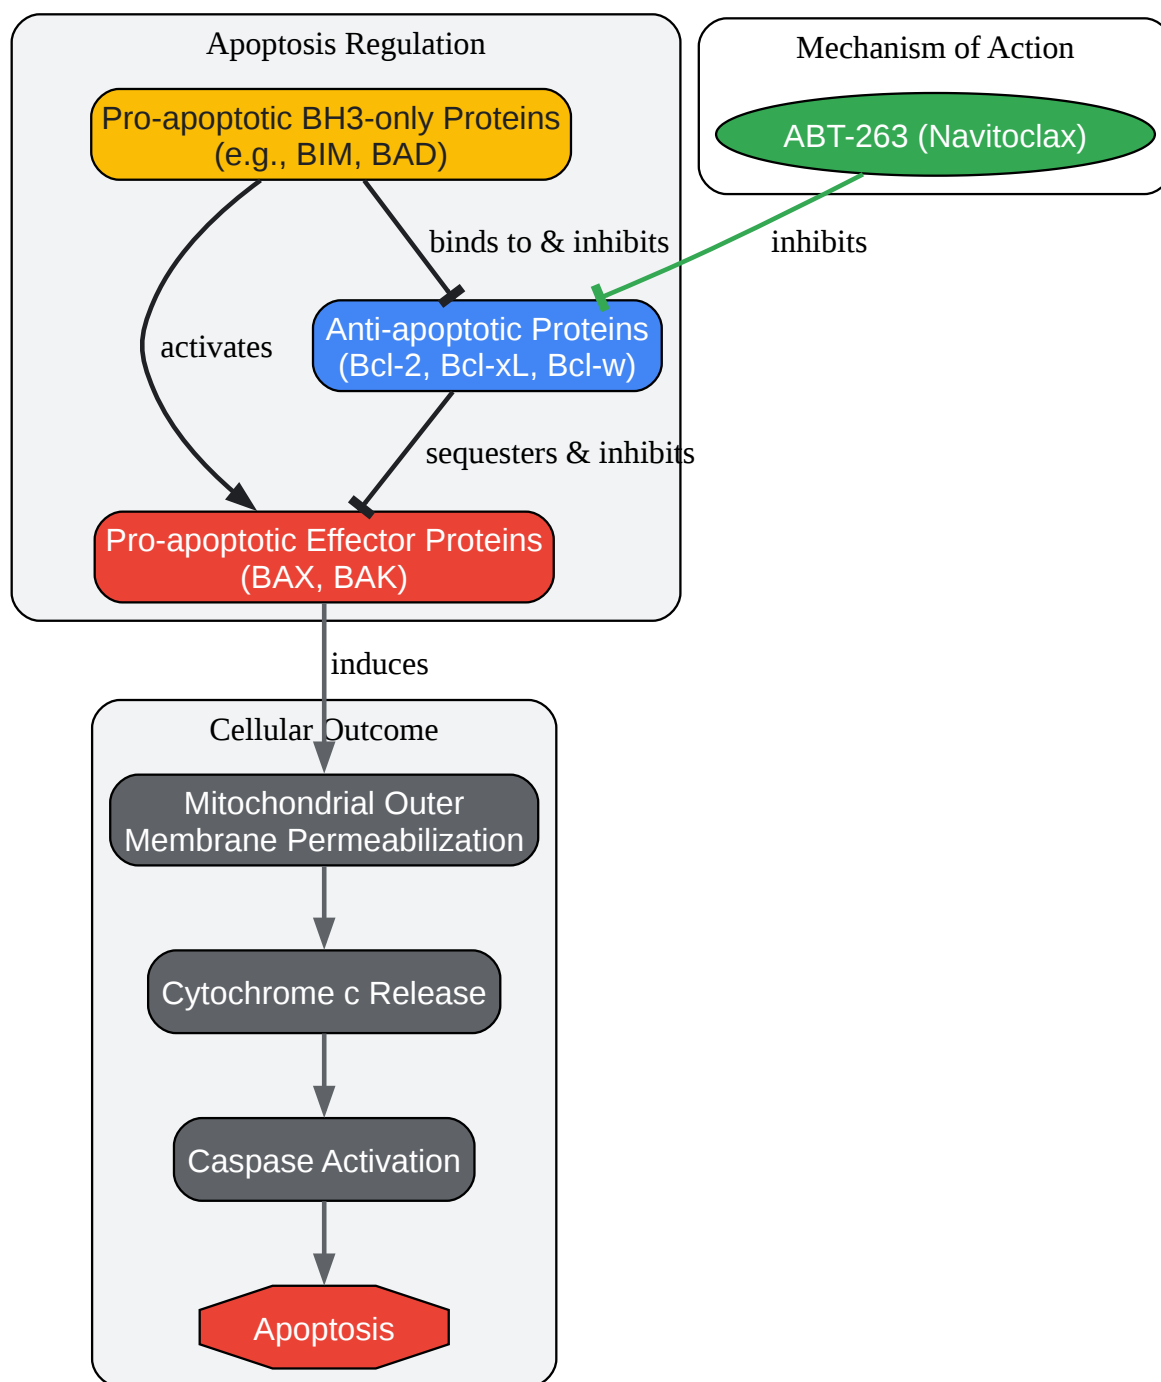 Apoptosis Regulation
Mechanism of Action
Pro-apoptotic BH3-only Proteins
(e.g., BIM, BAD)
ABT-263 (Navitoclax)
binds to & inhibits
inhibits
activates
Anti-apoptotic Proteins
(Bcl-2, Bcl-xL, Bcl-w)
sequesters & inhibits
Pro-apoptotic Effector Proteins
(BAX, BAK)
induces
Cellular Outcome
Mitochondrial Outer
Membrane Permeabilization
Cytochrome c Release
Caspase Activation
Apoptosis